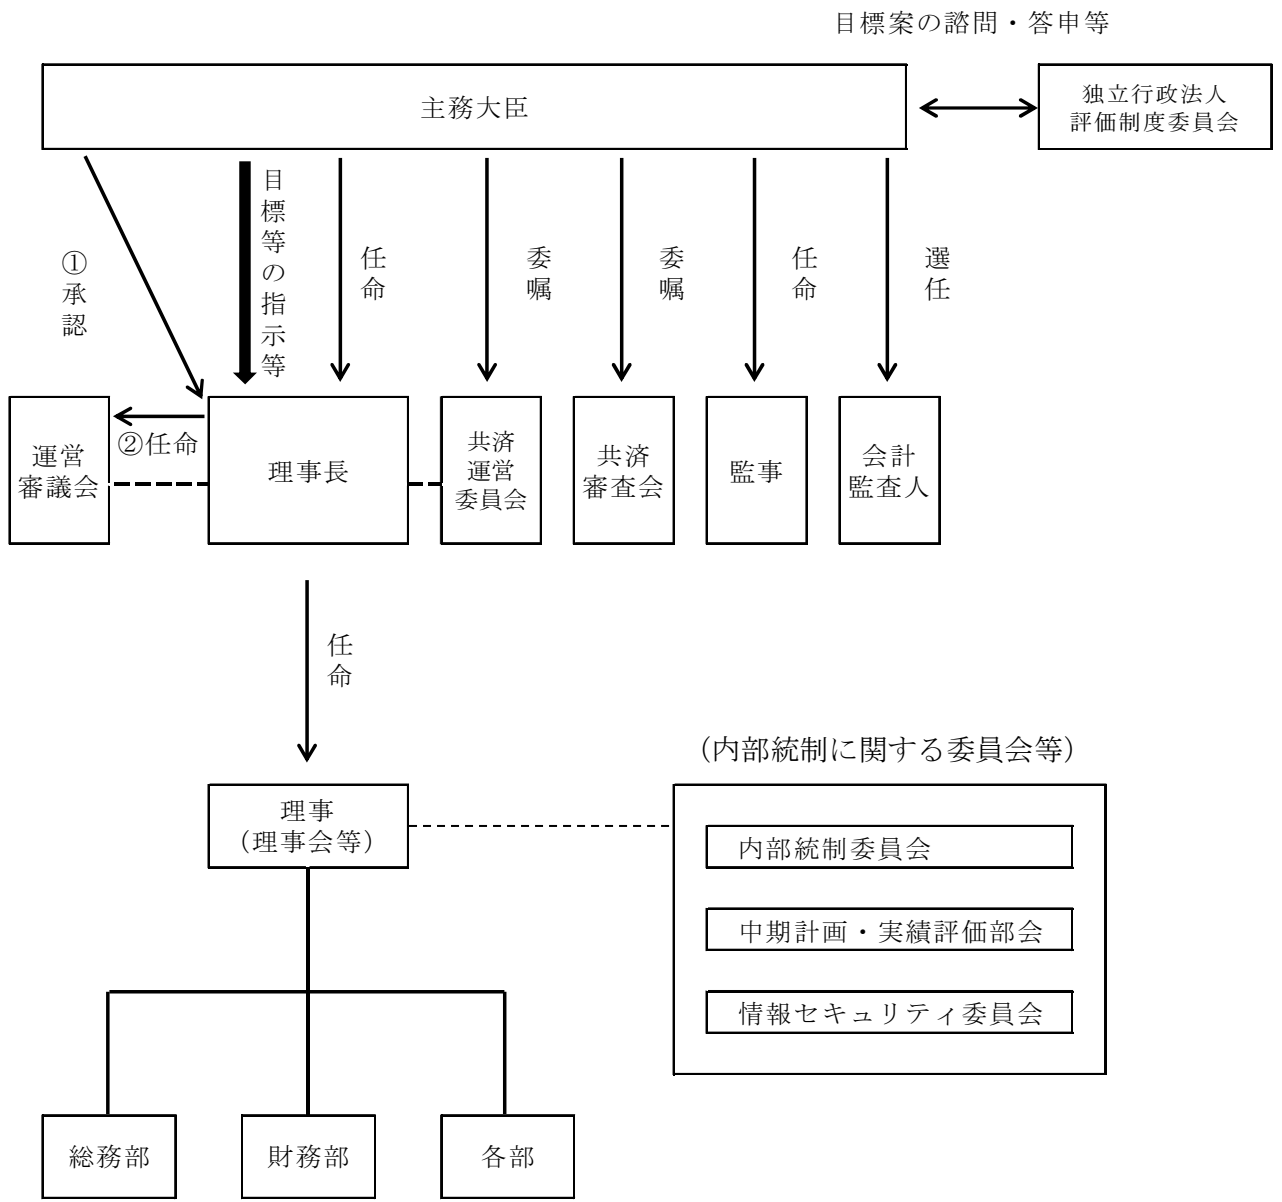 目標案の諮問・答申等
主務大臣
独立行政法人
評価制度委員会
①承認
目標等の指示等
任命
委嘱
委嘱
任命
選任
②任命
運営
審議会
理事長
共済
運営
委員会
共済
審査会
監事
会計
監査人
任命
(内部統制に関する委員会等)
理事
(理事会等)
内部統制委員会
中期計画・実績評価部会
情報セキュリティ委員会
総務部
財務部
各部